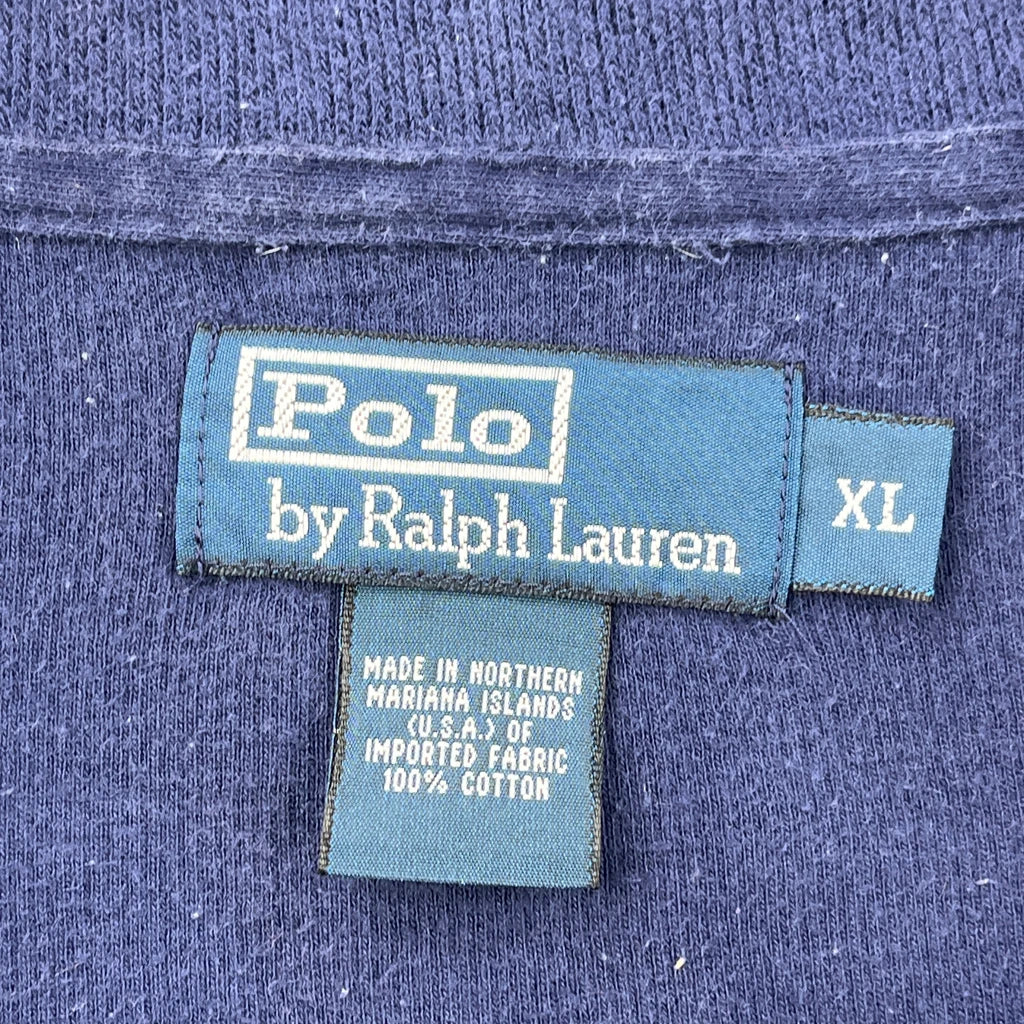 Polo
by Ralph Lauren
XL
MADE IN NORTHERN
MARIANA ISLANDS
(U.S.A.) OF
IMPORTED FABRIC
100% COTTON